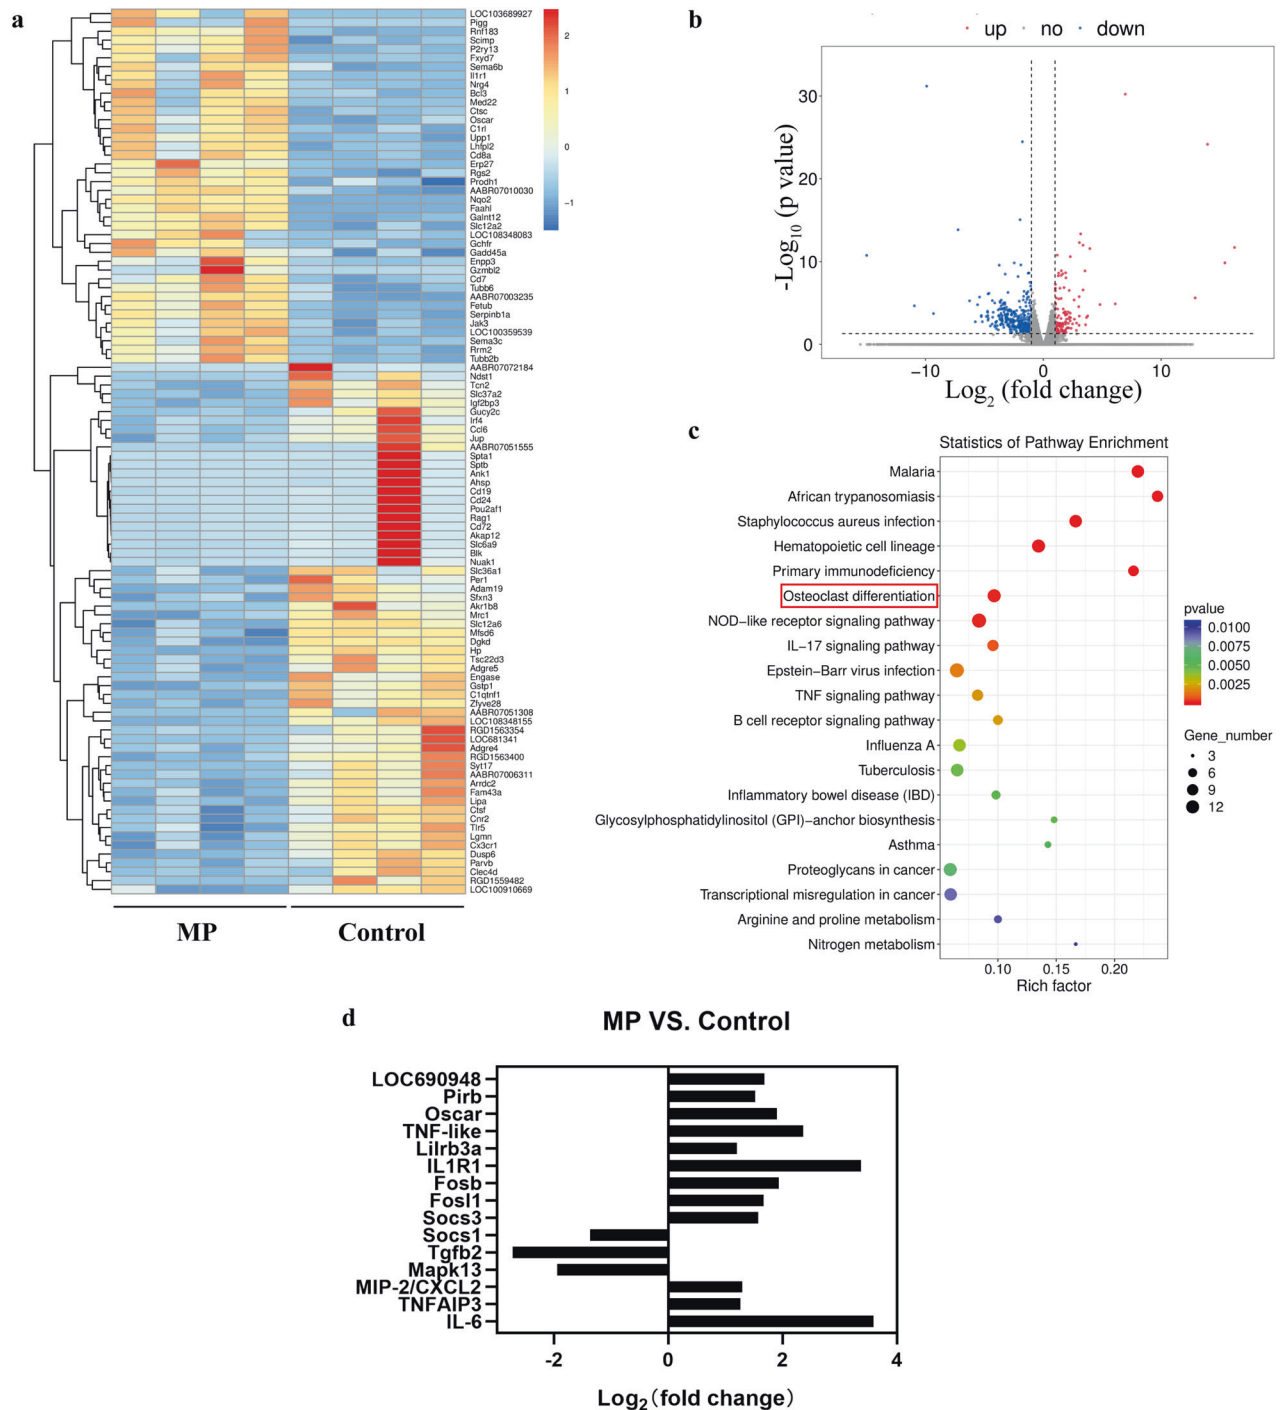 a
LOC103689927
Pigg
Rnf183
Scimp
P2ry13
Fxyd7
Sema6b
Il1r1
Nrg4
Bcl3
Med22
Ctsc
Oscar
C1rl
Upp1
Lhfpl2
Cd8a
Erp27
Rgs2
Prodh1
AABR07010030
Nqo2
Faahl
Galnt12
Slc12a2
LOC108348083
Gchfr
Gadd45a
Enpp3
Gzmbl2
Cd7
Tubb6
AABR07003235
Fetub
Serpinb1a
Jak3
LOC100359539
Sema3c
Rrm2
Tubb2b
AABR07072184
Ndst1
Tcn2
Slc37a2
Igf2bp3
Gucy2c
Irf4
Ccl6
Jup
AABR07051555
Spta1
Sptb
Ank1
Ahsp
Cd19
Cd24
Pou2af1
Rag1
Cd72
Akap12
Slc6a9
Blk
Nuak1
Slc36a1
Per1
Adam19
Sfxn3
Akr1b8
Mrc1
Slc12a6
Mfsd6
Dgkd
Hp
Tsc22d3
Adgre5
Engase
Gstp1
C1qtnf1
Zfyve28
AABR07051308
LOC108348155
RGD1563354
LOC681341
Adgre4
RGD1563400
Syt17
AABR07006311
Arrdc2
Fam43a
Lipa
Ctsf
Cnr2
Tlr5
Lgmn
Cx3cr1
Dusp6
Parvb
Clec4d
RGD1559482
LOC100910669
2
1
0
−1
MP Control
b
up no down
-Log10 (p value)
30
20
10
0
−10 0 10
Log2 (fold change)
c
Statistics of Pathway Enrichment
Malaria
African trypanosomiasis
Staphylococcus aureus infection
Hematopoietic cell lineage
Primary immunodeficiency
Osteoclast differentiation
NOD−like receptor signaling pathway
IL−17 signaling pathway
Epstein−Barr virus infection
TNF signaling pathway
B cell receptor signaling pathway
Influenza A
Tuberculosis
Inflammatory bowel disease (IBD)
Glycosylphosphatidylinositol (GPI)−anchor biosynthesis
Asthma
Proteoglycans in cancer
Transcriptional misregulation in cancer
Arginine and proline metabolism
Nitrogen metabolism
0.10 0.15 0.20
Rich factor
pvalue
0.0100
0.0075
0.0050
0.0025
Gene_number
3
6
9
12
d
MP VS. Control
LOC690948
Pirb
Oscar
TNF-like
Lilrb3a
IL1R1
Fosb
Fosl1
Socs3
Socs1
Tgfb2
Mapk13
MIP-2/CXCL2
TNFAIP3
IL-6
-2 0 2 4
Log2(fold change)